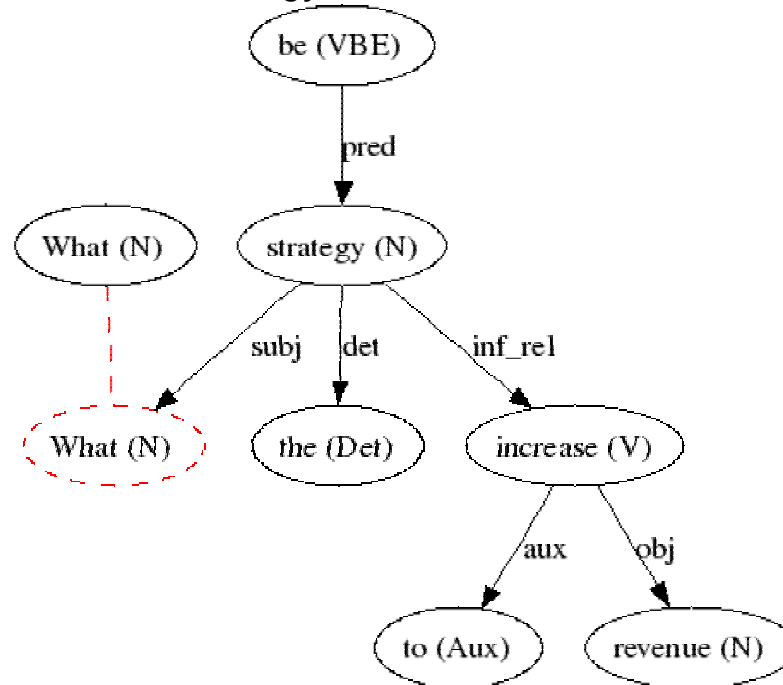 be (VBE)
pred
What (N)
strategy (N)
subj
det
inf_rel
What (N)
the (Det)
increase (V)
aux
obj
to (Aux)
revenue (N)